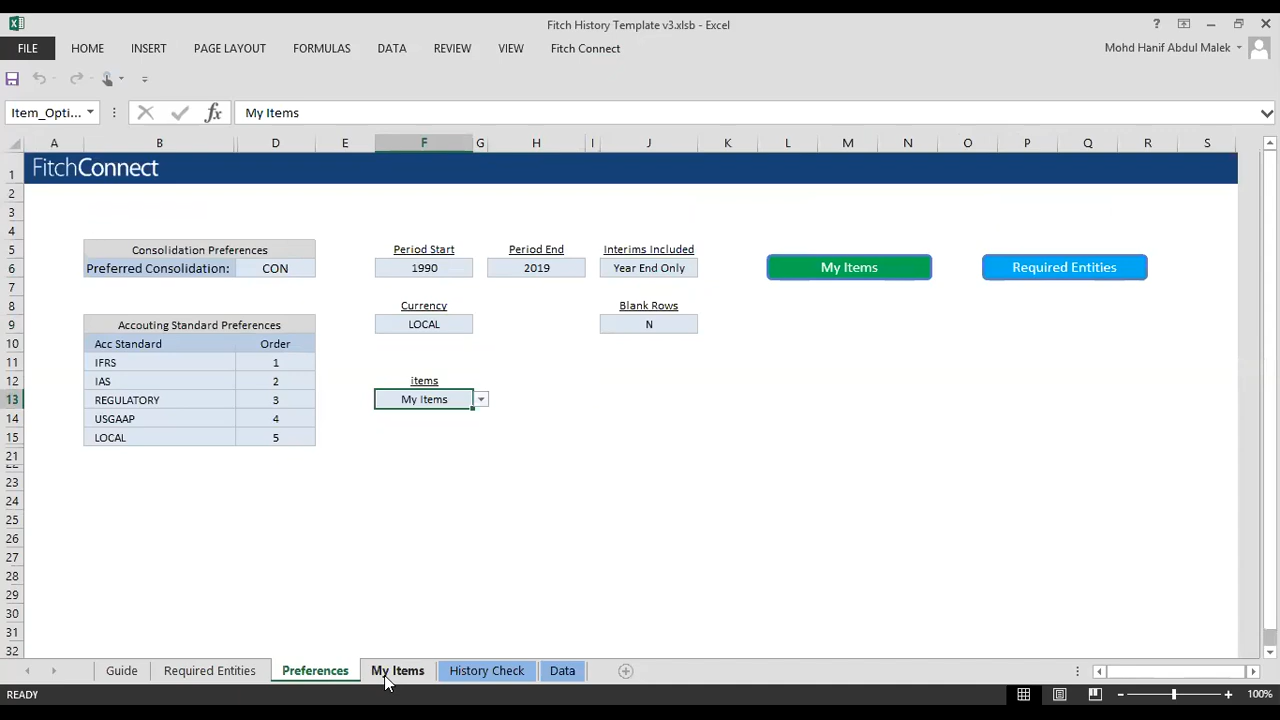 Fitch History Template v3.xlsb - Excel
FILE HOME INSERT PAGE LAYOUT FORMULAS DATA REVIEW VIEW Fitch Connect
Mohd Hanif Abdul Malek
Item_Opti... fx My Items
A B D E F G H I J K L M N O P Q R S
1 FitchConnect
2
3
4
5 Consolidation Preferences Period Start Period End Interims Included
6 Preferred Consolidation: CON 1990 2019 Year End Only My Items Required Entities
7
8 Currency Blank Rows
9 Accouting Standard Preferences LOCAL N
10 Acc Standard Order
11 IFRS 1
12 IAS 2 items
13 REGULATORY 3 My Items
14 USGAAP 4
15 LOCAL 5
21
22
23
24
25
26
27
28
29
30
31
32
Guide Required Entities Preferences My Items History Check Data
READY 100%